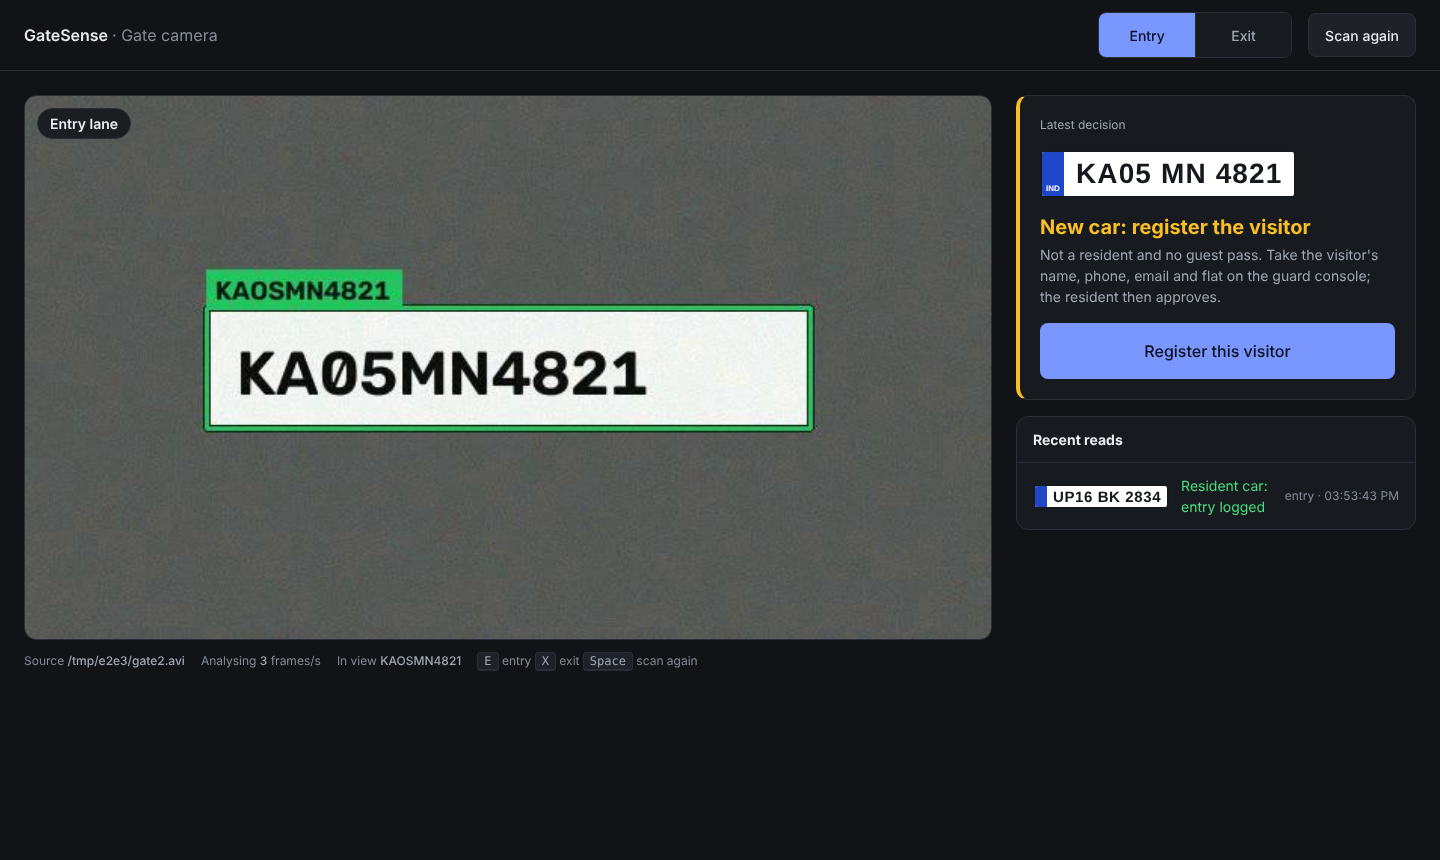 GateSense · Gate camera
Entry
Exit
Scan again
Entry lane
KAOSMN4821
KA05MN4821
Source /tmp/e2e3/gate2.avi Analysing 3 frames/s In view KAOSMN4821 E entry X exit Space scan again
Latest decision
IND KA05 MN 4821
New car: register the visitor
Not a resident and no guest pass. Take the visitor's
name, phone, email and flat on the guard console;
the resident then approves.
Register this visitor
Recent reads
UP16 BK 2834
Resident car:
entry logged
entry · 03:53:43 PM